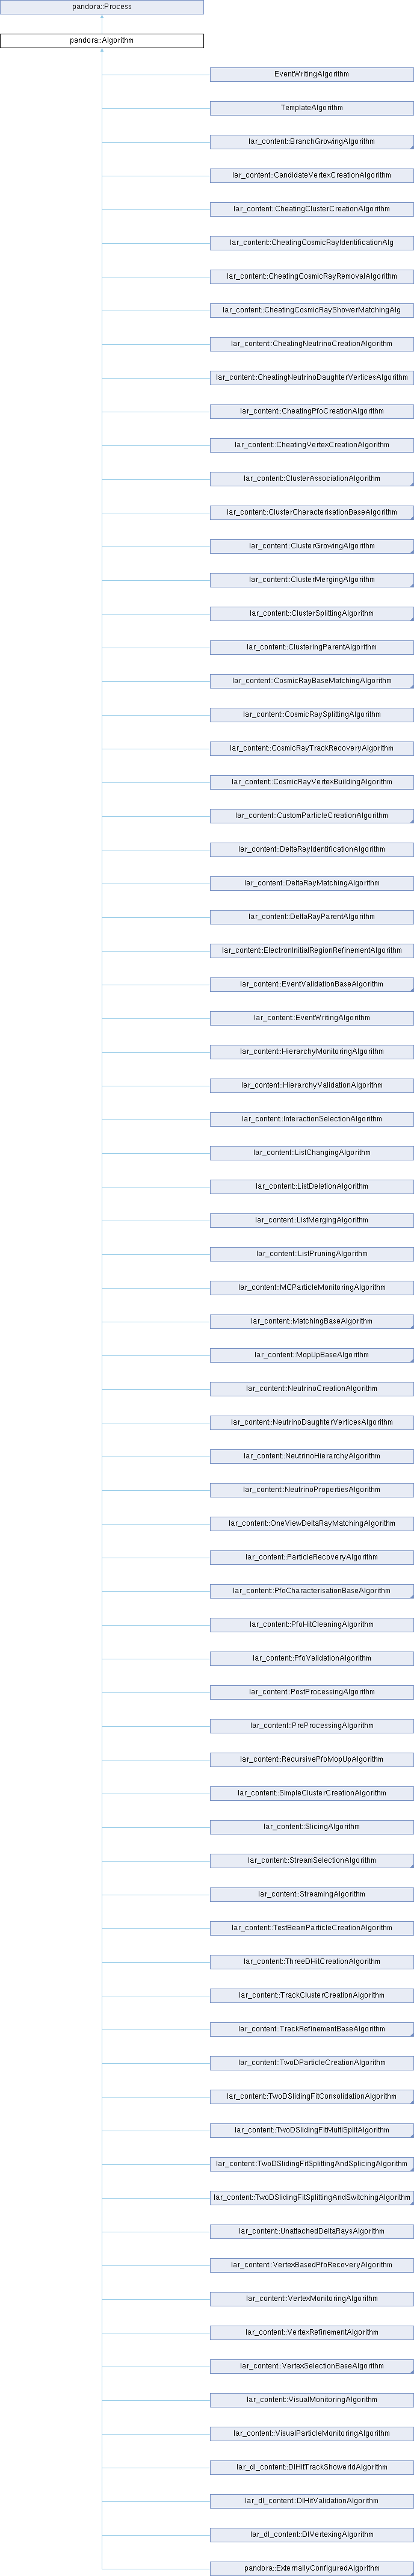 pandora::Process
pandora::Algorithm
EventWritingAlgorithm
TemplateAlgorithm
lar_content::BranchGrowingAlgorithm
lar_content::CandidateVertexCreationAlgorithm
lar_content::CheatingClusterCreationAlgorithm
lar_content::CheatingCosmicRayIdentificationAlg
lar_content::CheatingCosmicRayRemovalAlgorithm
lar_content::CheatingCosmicRayShowerMatchingAlg
lar_content::CheatingNeutrinoCreationAlgorithm
lar_content::CheatingNeutrinoDaughterVerticesAlgorithm
lar_content::CheatingPfoCreationAlgorithm
lar_content::CheatingVertexCreationAlgorithm
lar_content::ClusterAssociationAlgorithm
lar_content::ClusterCharacterisationBaseAlgorithm
lar_content::ClusterGrowingAlgorithm
lar_content::ClusterMergingAlgorithm
lar_content::ClusterSplittingAlgorithm
lar_content::ClusteringParentAlgorithm
lar_content::CosmicRayBaseMatchingAlgorithm
lar_content::CosmicRaySplittingAlgorithm
lar_content::CosmicRayTrackRecoveryAlgorithm
lar_content::CosmicRayVertexBuildingAlgorithm
lar_content::CustomParticleCreationAlgorithm
lar_content::DeltaRayIdentificationAlgorithm
lar_content::DeltaRayMatchingAlgorithm
lar_content::DeltaRayParentAlgorithm
lar_content::ElectronInitialRegionRefinementAlgorithm
lar_content::EventValidationBaseAlgorithm
lar_content::EventWritingAlgorithm
lar_content::HierarchyMonitoringAlgorithm
lar_content::HierarchyValidationAlgorithm
lar_content::InteractionSelectionAlgorithm
lar_content::ListChangingAlgorithm
lar_content::ListDeletionAlgorithm
lar_content::ListMergingAlgorithm
lar_content::ListPruningAlgorithm
lar_content::MCParticleMonitoringAlgorithm
lar_content::MatchingBaseAlgorithm
lar_content::MopUpBaseAlgorithm
lar_content::NeutrinoCreationAlgorithm
lar_content::NeutrinoDaughterVerticesAlgorithm
lar_content::NeutrinoHierarchyAlgorithm
lar_content::NeutrinoPropertiesAlgorithm
lar_content::OneViewDeltaRayMatchingAlgorithm
lar_content::ParticleRecoveryAlgorithm
lar_content::PfoCharacterisationBaseAlgorithm
lar_content::PfoHitCleaningAlgorithm
lar_content::PfoValidationAlgorithm
lar_content::PostProcessingAlgorithm
lar_content::PreProcessingAlgorithm
lar_content::RecursivePfoMopUpAlgorithm
lar_content::SimpleClusterCreationAlgorithm
lar_content::SlicingAlgorithm
lar_content::StreamSelectionAlgorithm
lar_content::StreamingAlgorithm
lar_content::TestBeamParticleCreationAlgorithm
lar_content::ThreeDHitCreationAlgorithm
lar_content::TrackClusterCreationAlgorithm
lar_content::TrackRefinementBaseAlgorithm
lar_content::TwoDParticleCreationAlgorithm
lar_content::TwoDSlidingFitConsolidationAlgorithm
lar_content::TwoDSlidingFitMultiSplitAlgorithm
lar_content::TwoDSlidingFitSplittingAndSplicingAlgorithm
lar_content::TwoDSlidingFitSplittingAndSwitchingAlgorithm
lar_content::UnattachedDeltaRaysAlgorithm
lar_content::VertexBasedPfoRecoveryAlgorithm
lar_content::VertexMonitoringAlgorithm
lar_content::VertexRefinementAlgorithm
lar_content::VertexSelectionBaseAlgorithm
lar_content::VisualMonitoringAlgorithm
lar_content::VisualParticleMonitoringAlgorithm
lar_dl_content::DlHitTrackShowerIdAlgorithm
lar_dl_content::DlHitValidationAlgorithm
lar_dl_content::DlVertexingAlgorithm
pandora::ExternallyConfiguredAlgorithm